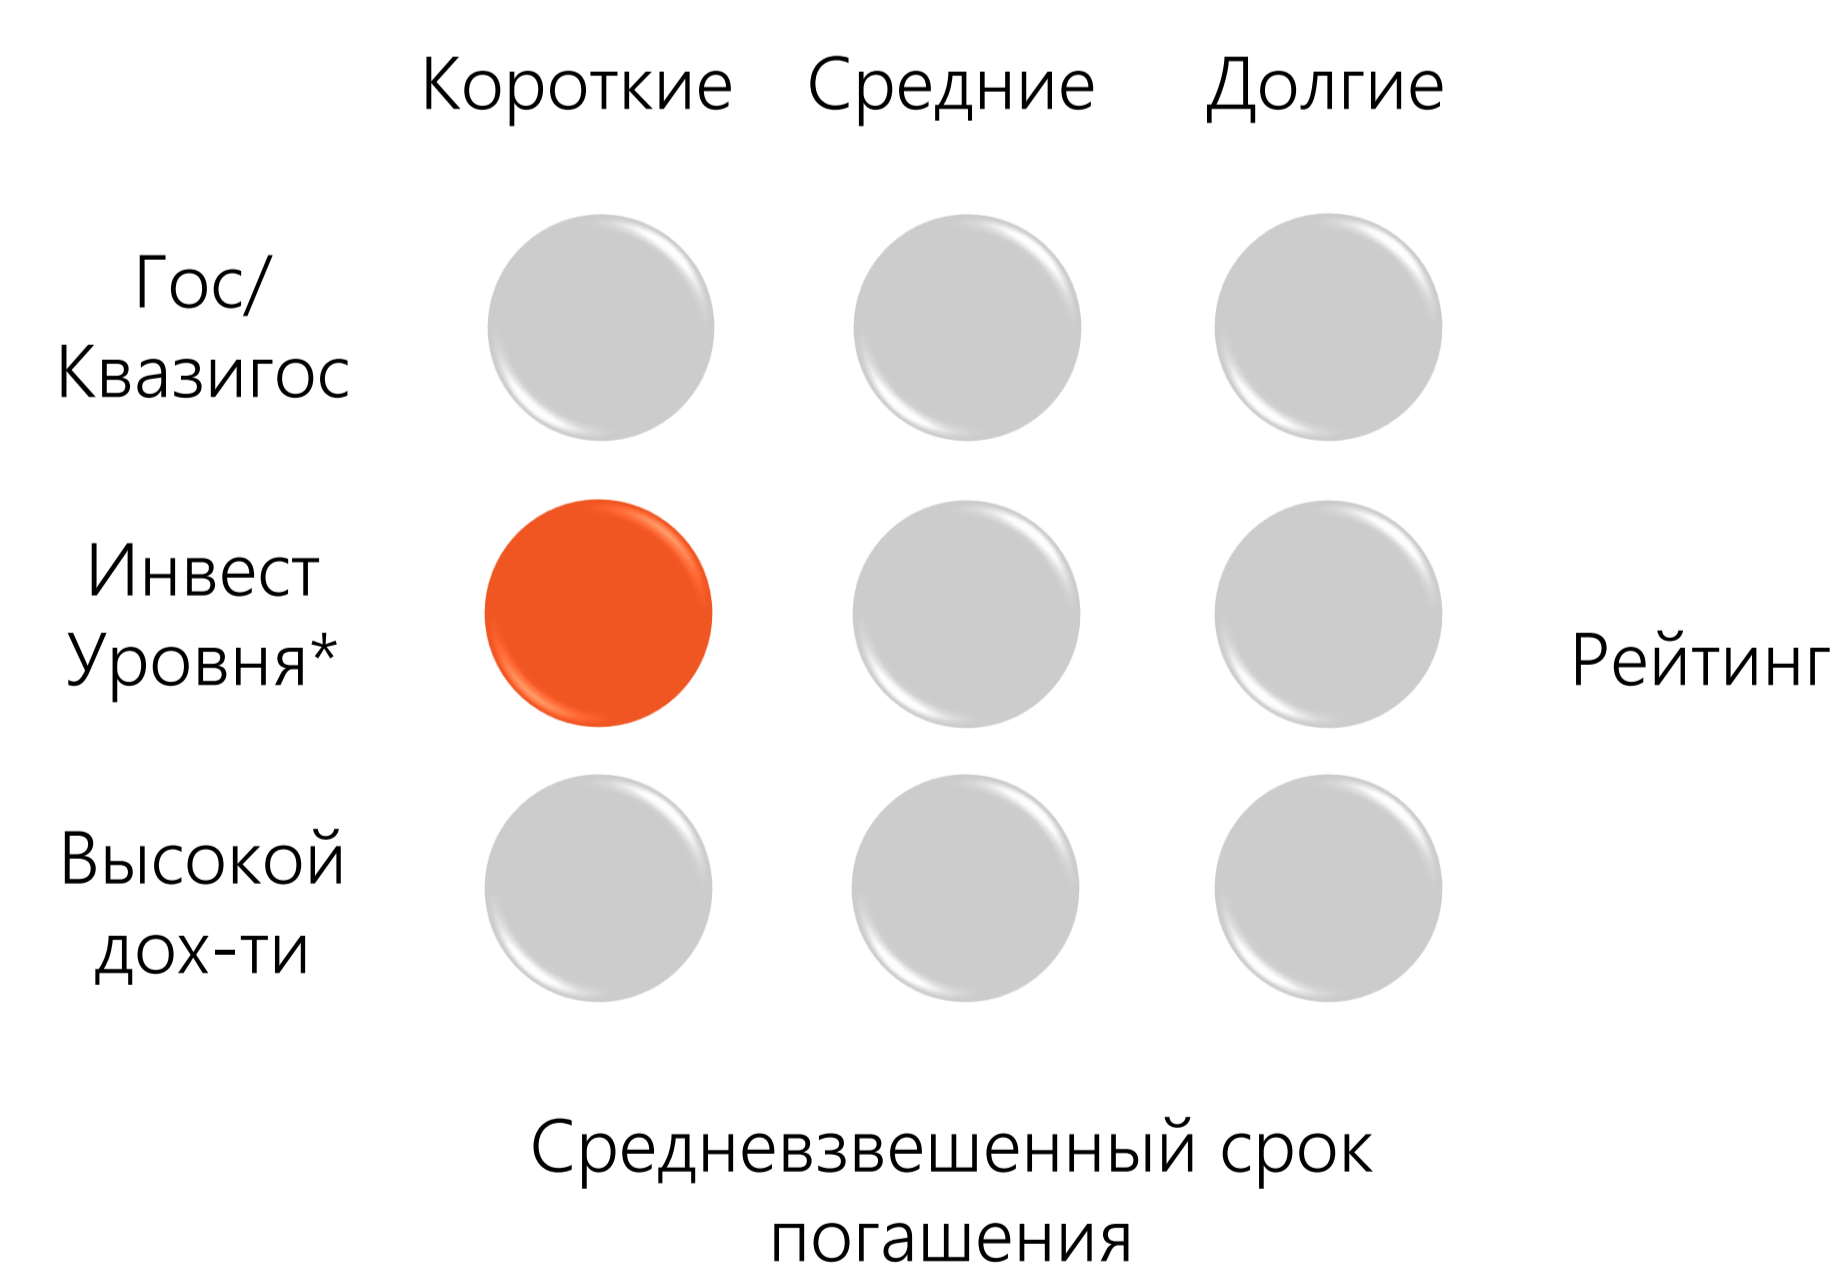 Короткие Средние Долгие
Гос/
Квазигос
Инвест
Уровня*
Рейтинг
Высокой
дох-ти
Средневзвешенный срок
погашения